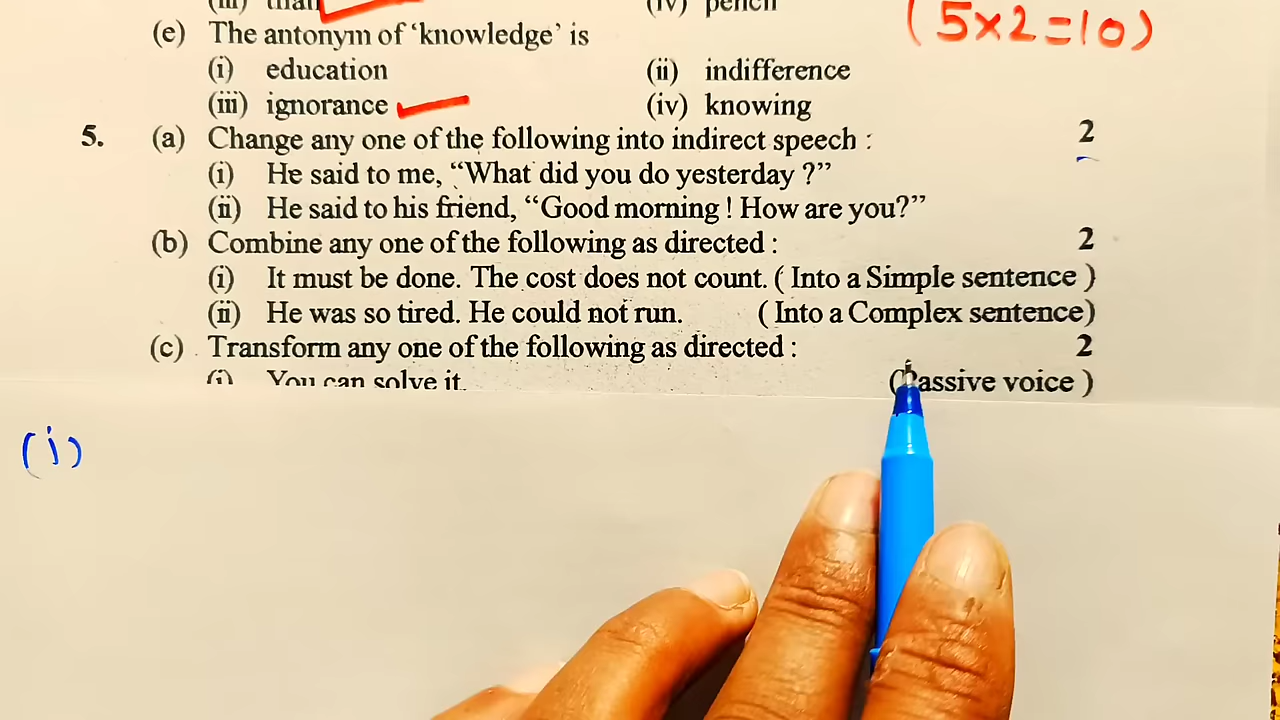 (iii) than (iv) pencil
(5×2=10)
(e) The antonym of ‘knowledge’ is
(i) education (ii) indifference
(iii) ignorance (iv) knowing
5. (a) Change any one of the following into indirect speech : 2
(i) He said to me, “What did you do yesterday ?”
(ii) He said to his friend, “Good morning ! How are you?”
(b) Combine any one of the following as directed : 2
(i) It must be done. The cost does not count. ( Into a Simple sentence )
(ii) He was so tired. He could not run. ( Into a Complex sentence)
(c) Transform any one of the following as directed : 2
(i) You can solve it. (Passive voice )
(i)